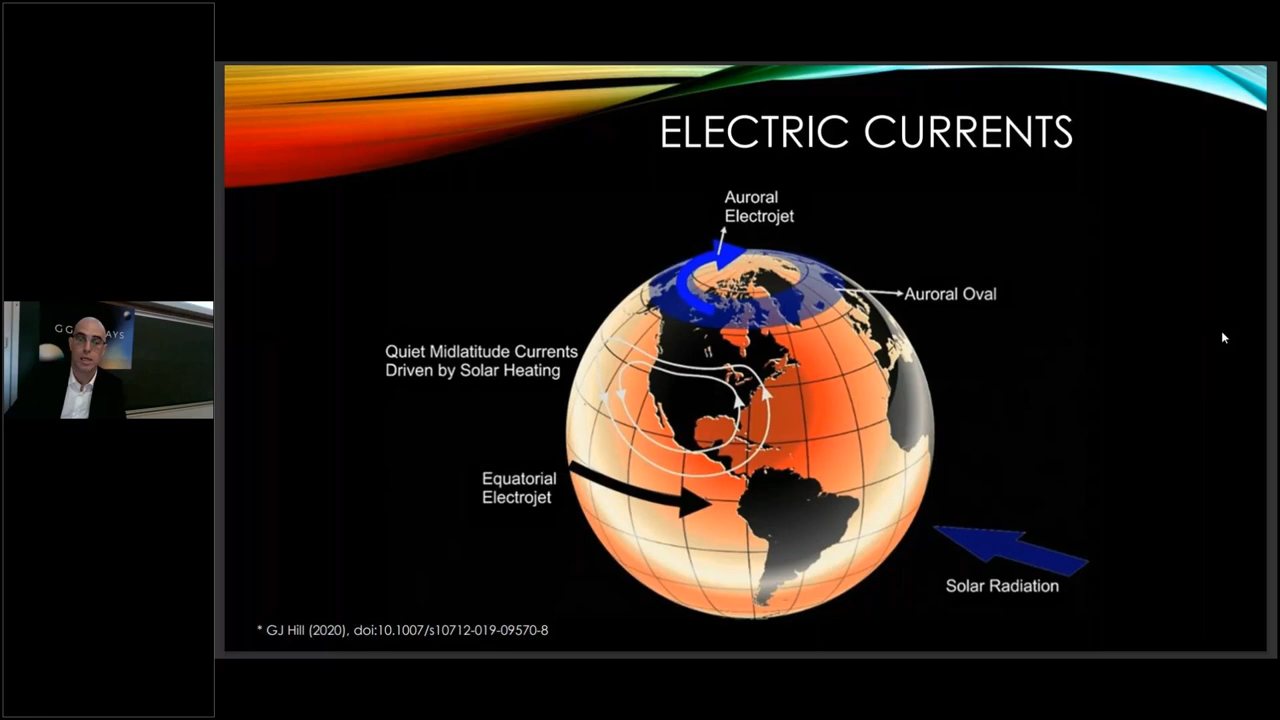 ELECTRIC CURRENTS
Auroral
Electrojet
Auroral Oval
Quiet Midlatitude Currents
Driven by Solar Heating
Equatorial
Electrojet
Solar Radiation
* GJ Hill (2020), doi:10.1007/s10712-019-09570-8